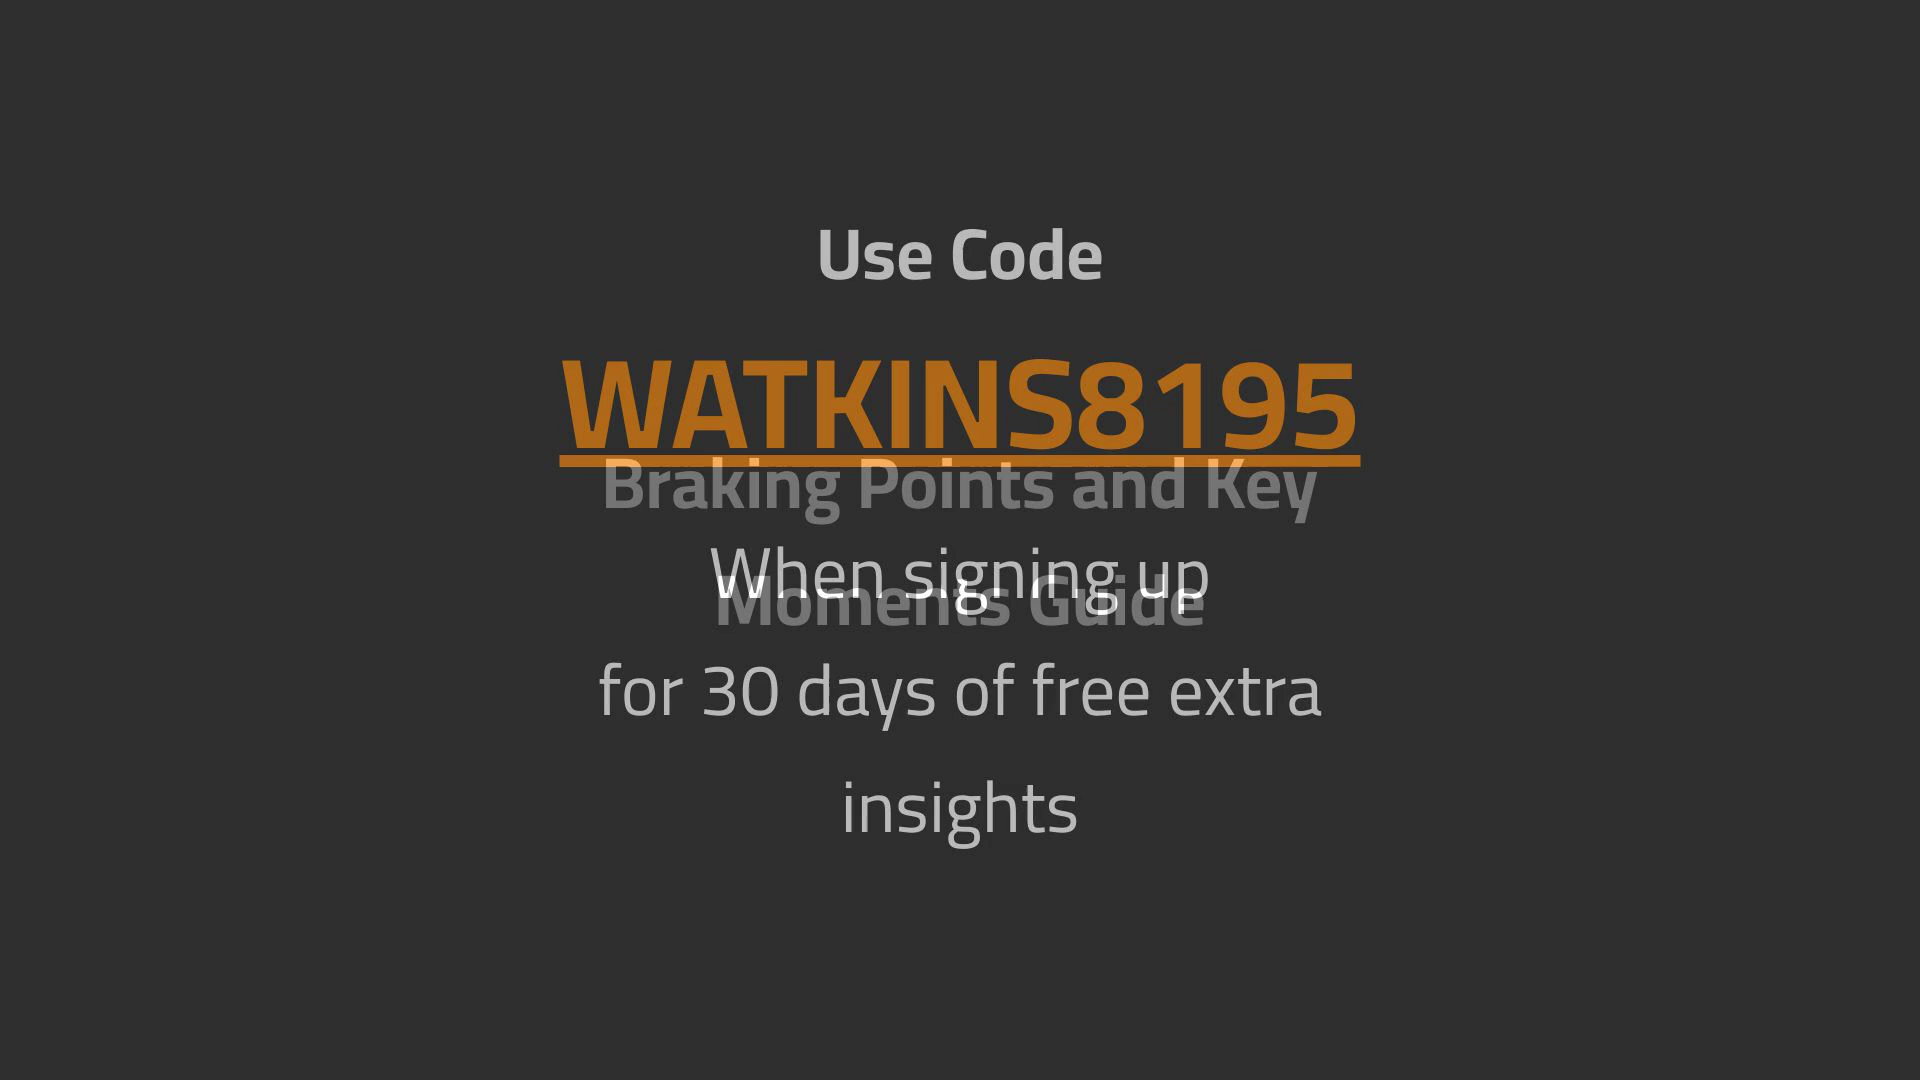 Use Code
WATKINS8195
Braking Points and Key
When signing up
Moments Guide
for 30 days of free extra
insights